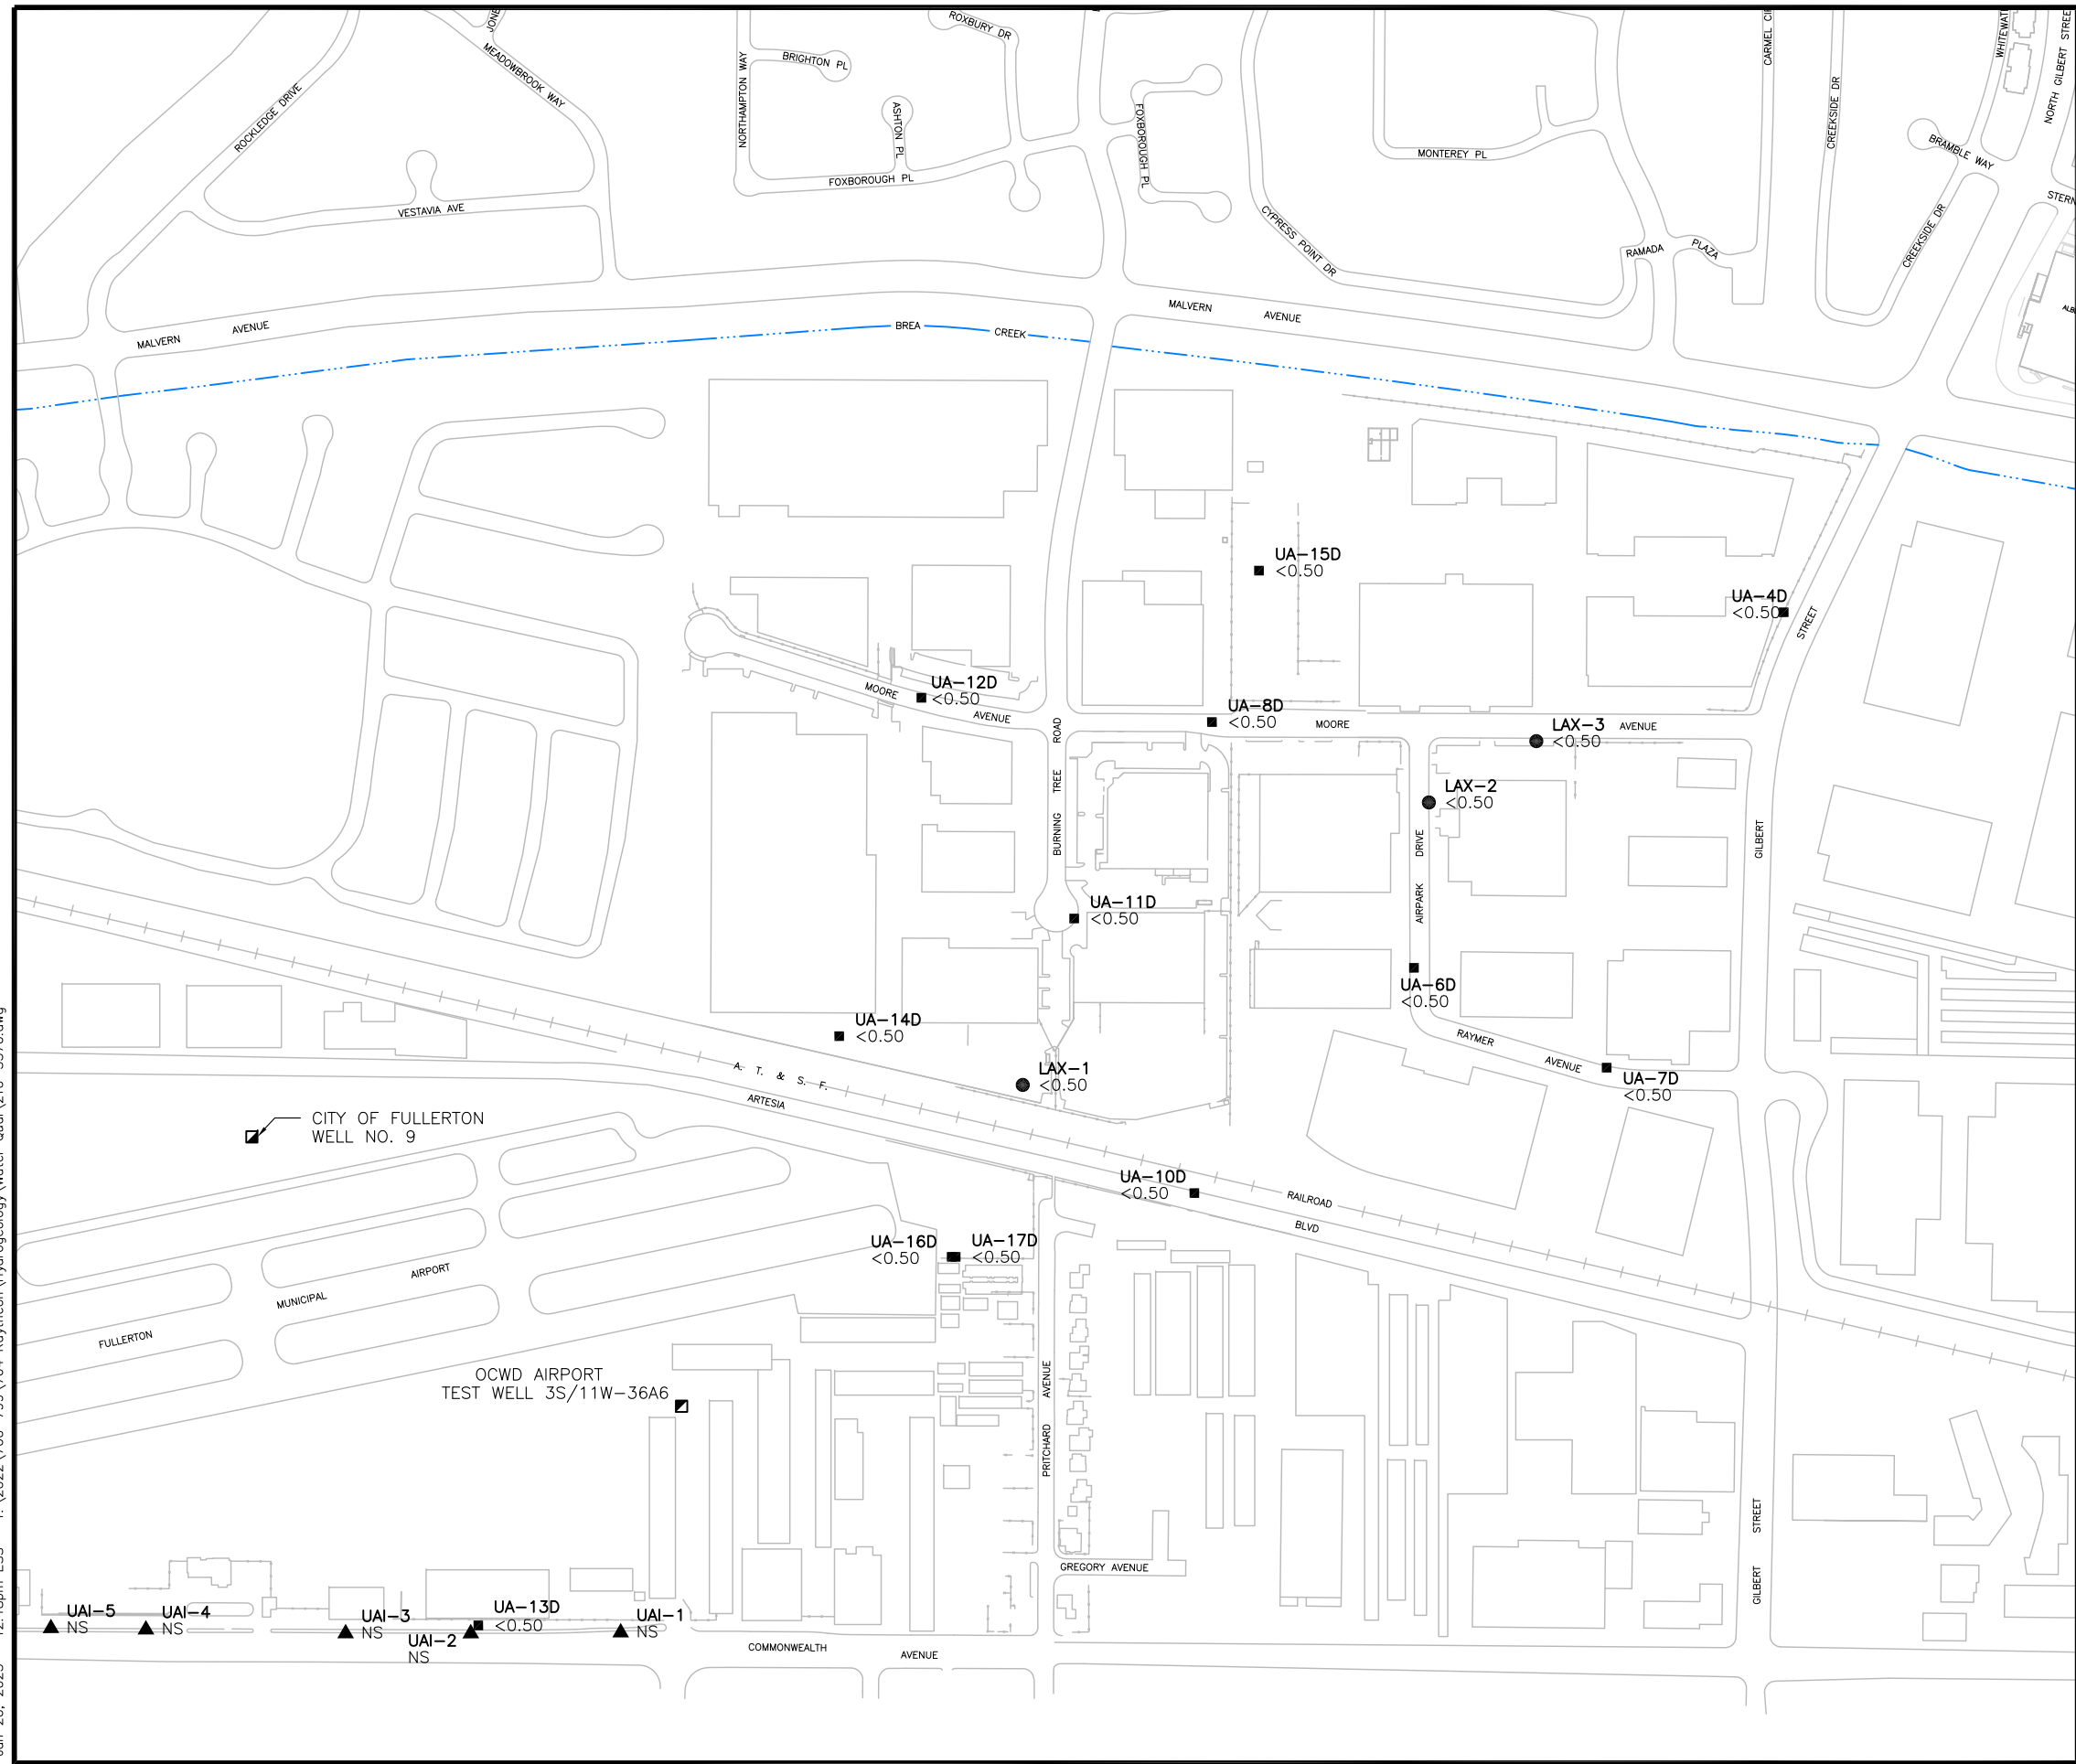 JONE
ROXBURY DR
MEADOWBROOK WAY
NORTHAMPTON WAY
BRIGHTON PL
CARMEL CIR
WHITEWAT
NORTH GILBERT STREE
ROCKLEDGE DRIVE
ASHTON PL
FOXBOROUGH PL
CREEKSIDE DR
MONTEREY PL
BRAMBLE WAY
FOXBOROUGH PL
VESTAVIA AVE
STERN
CYPRESS POINT DR
CREEKSIDE DR
RAMADA PLAZA
MALVERN AVENUE
MALVERN AVENUE
BREA CREEK
UA-15D
<0.50
UA-4D
<0.50
STREET
UA-12D
<0.50
MOORE AVENUE
UA-8D
<0.50
MOORE AVENUE
LAX-3
<0.50
LAX-2
<0.50
BURNING TREE ROAD
AIRPARK DRIVE
GILBERT
UA-11D
<0.50
UA-6D
<0.50
UA-14D
<0.50
RAYMER AVENUE
LAX-1
<0.50
UA-7D
<0.50
A. T. & S. F.
ARTESIA
CITY OF FULLERTON
WELL NO. 9
UA-10D
<0.50
RAILROAD
BLVD
UA-16D
<0.50
UA-17D
<0.50
FULLERTON MUNICIPAL AIRPORT
OCWD AIRPORT
TEST WELL 3S/11W-36A6
PRITCHARD AVENUE
GILBERT STREET
GREGORY AVENUE
UAI-5
NS
UAI-4
NS
UAI-3
NS
UAI-2
NS
UA-13D
<0.50
UAI-1
NS
COMMONWEALTH AVENUE